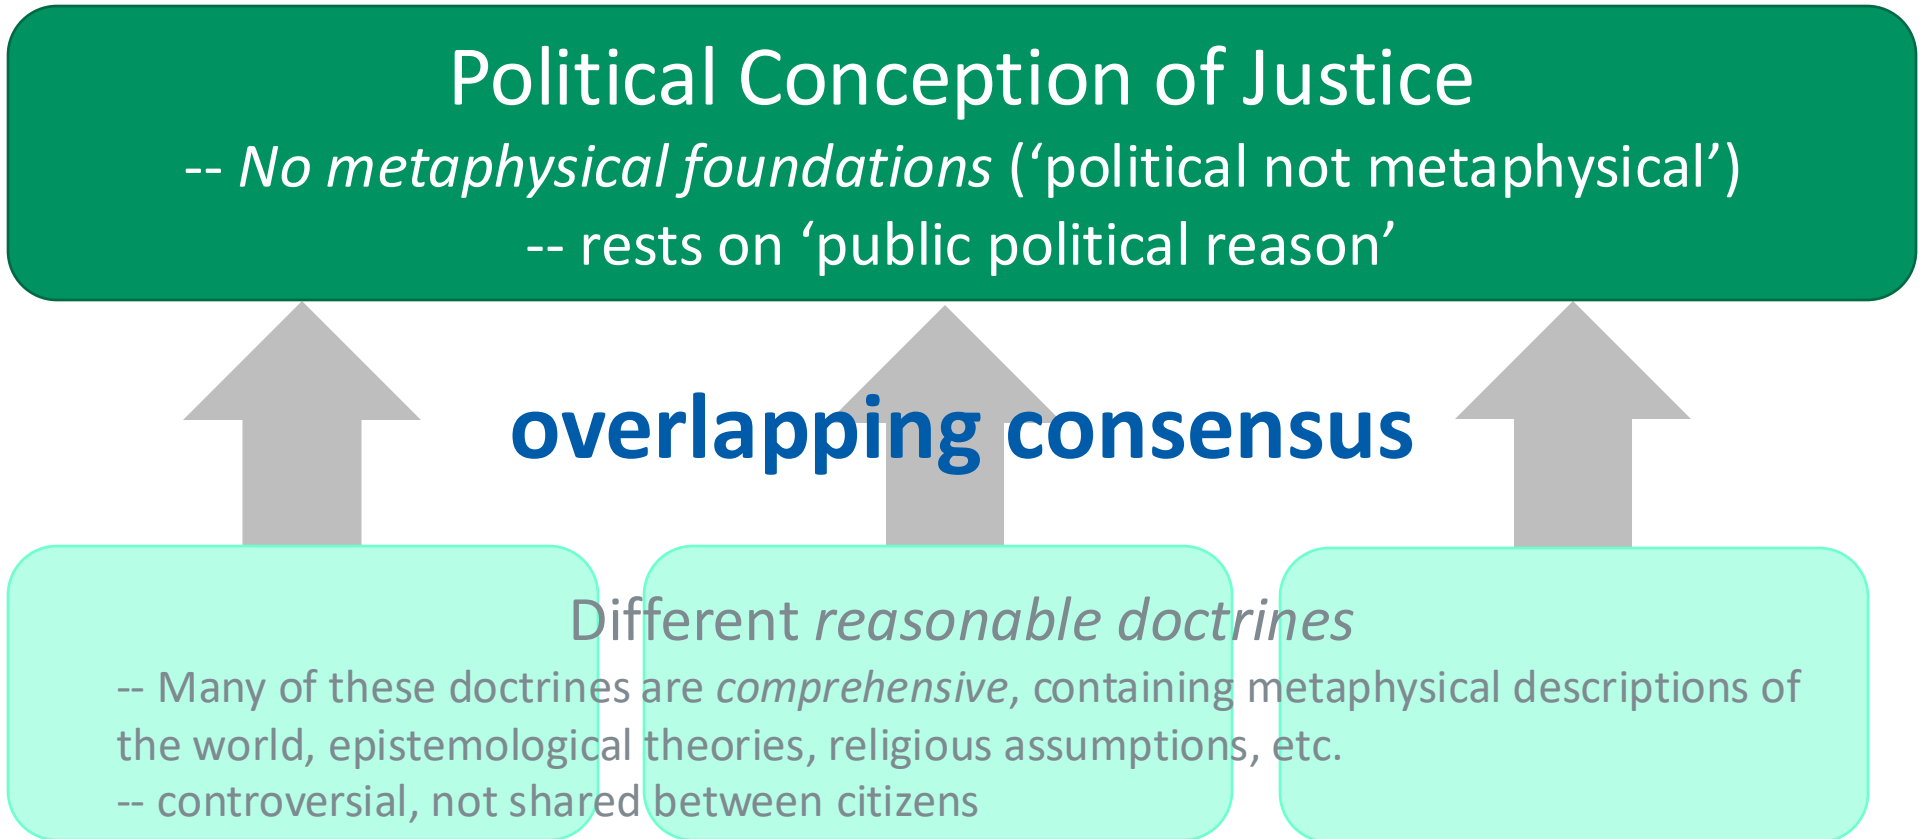 Political Conception of Justice
-- No metaphysical foundations (‘political not metaphysical’)
-- rests on ‘public political reason’
overlapping consensus
Different reasonable doctrines
-- Many of these doctrines are comprehensive, containing metaphysical descriptions of
the world, epistemological theories, religious assumptions, etc.
-- controversial, not shared between citizens